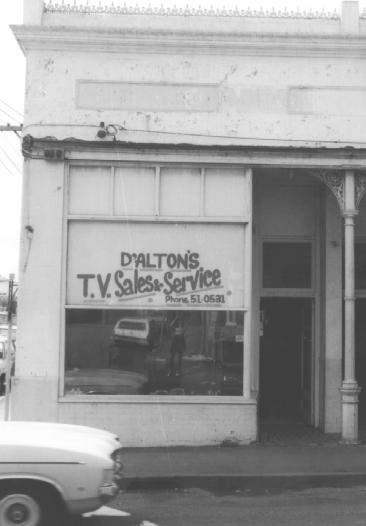 D'ALTON'S
T.V. Sales & Service
Phone 51-0531